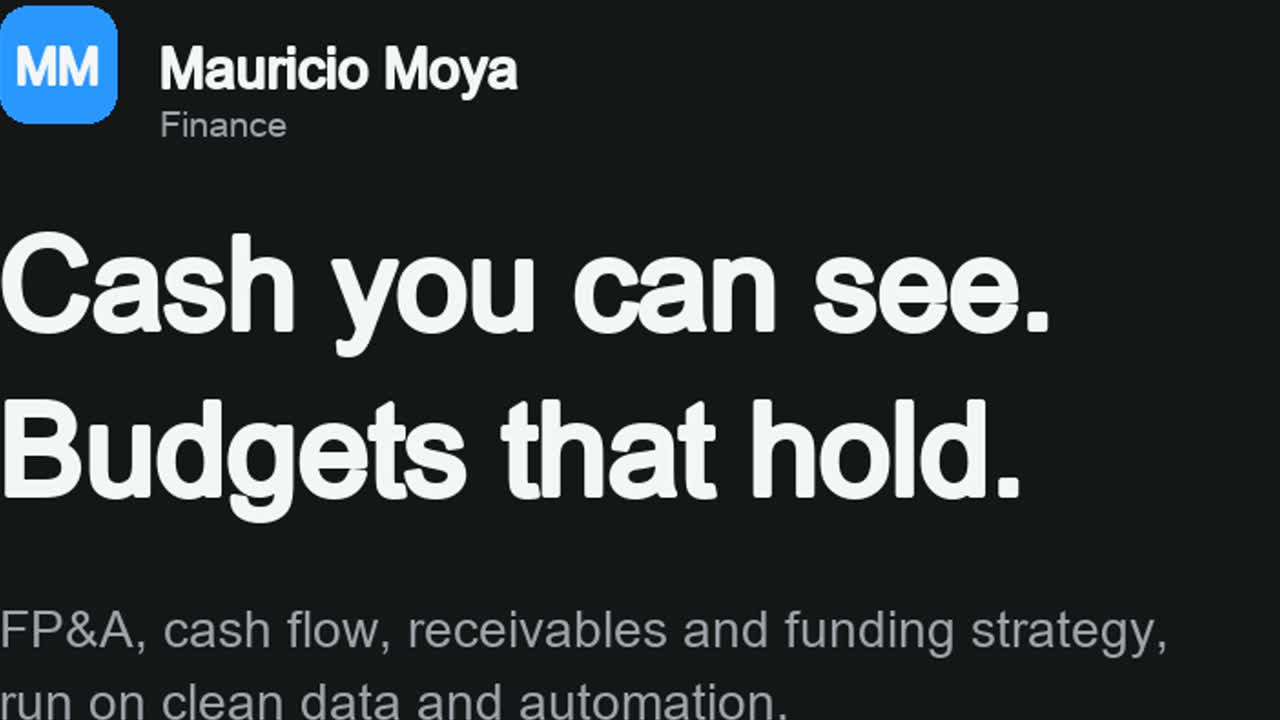 MM
Mauricio Moya
Finance
Cash you can see.
Budgets that hold.
FP&A, cash flow, receivables and funding strategy,
run on clean data and automation.